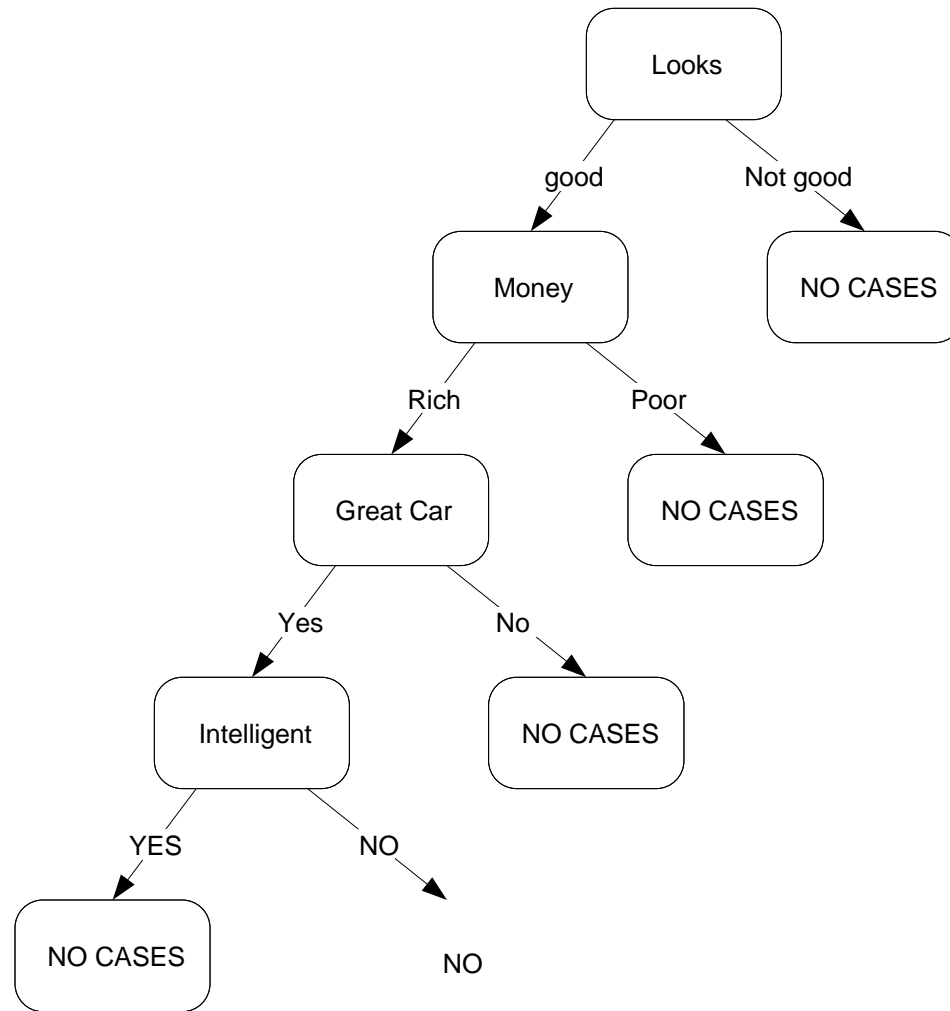 Looks
good
Not good
Money
NO CASES
Rich
Poor
Great Car
NO CASES
Yes
No
Intelligent
NO CASES
YES
NO
NO CASES
NO